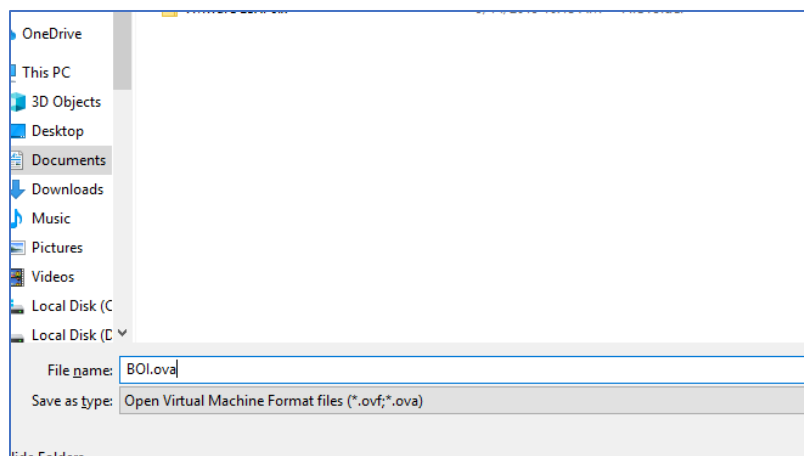 OneDrive
This PC
3D Objects
Desktop
Documents
Downloads
Music
Pictures
Videos
Local Disk (C
Local Disk (D
File name: BOI.ova
Save as type: Open Virtual Machine Format files (*.ovf;*.ova)
Folders